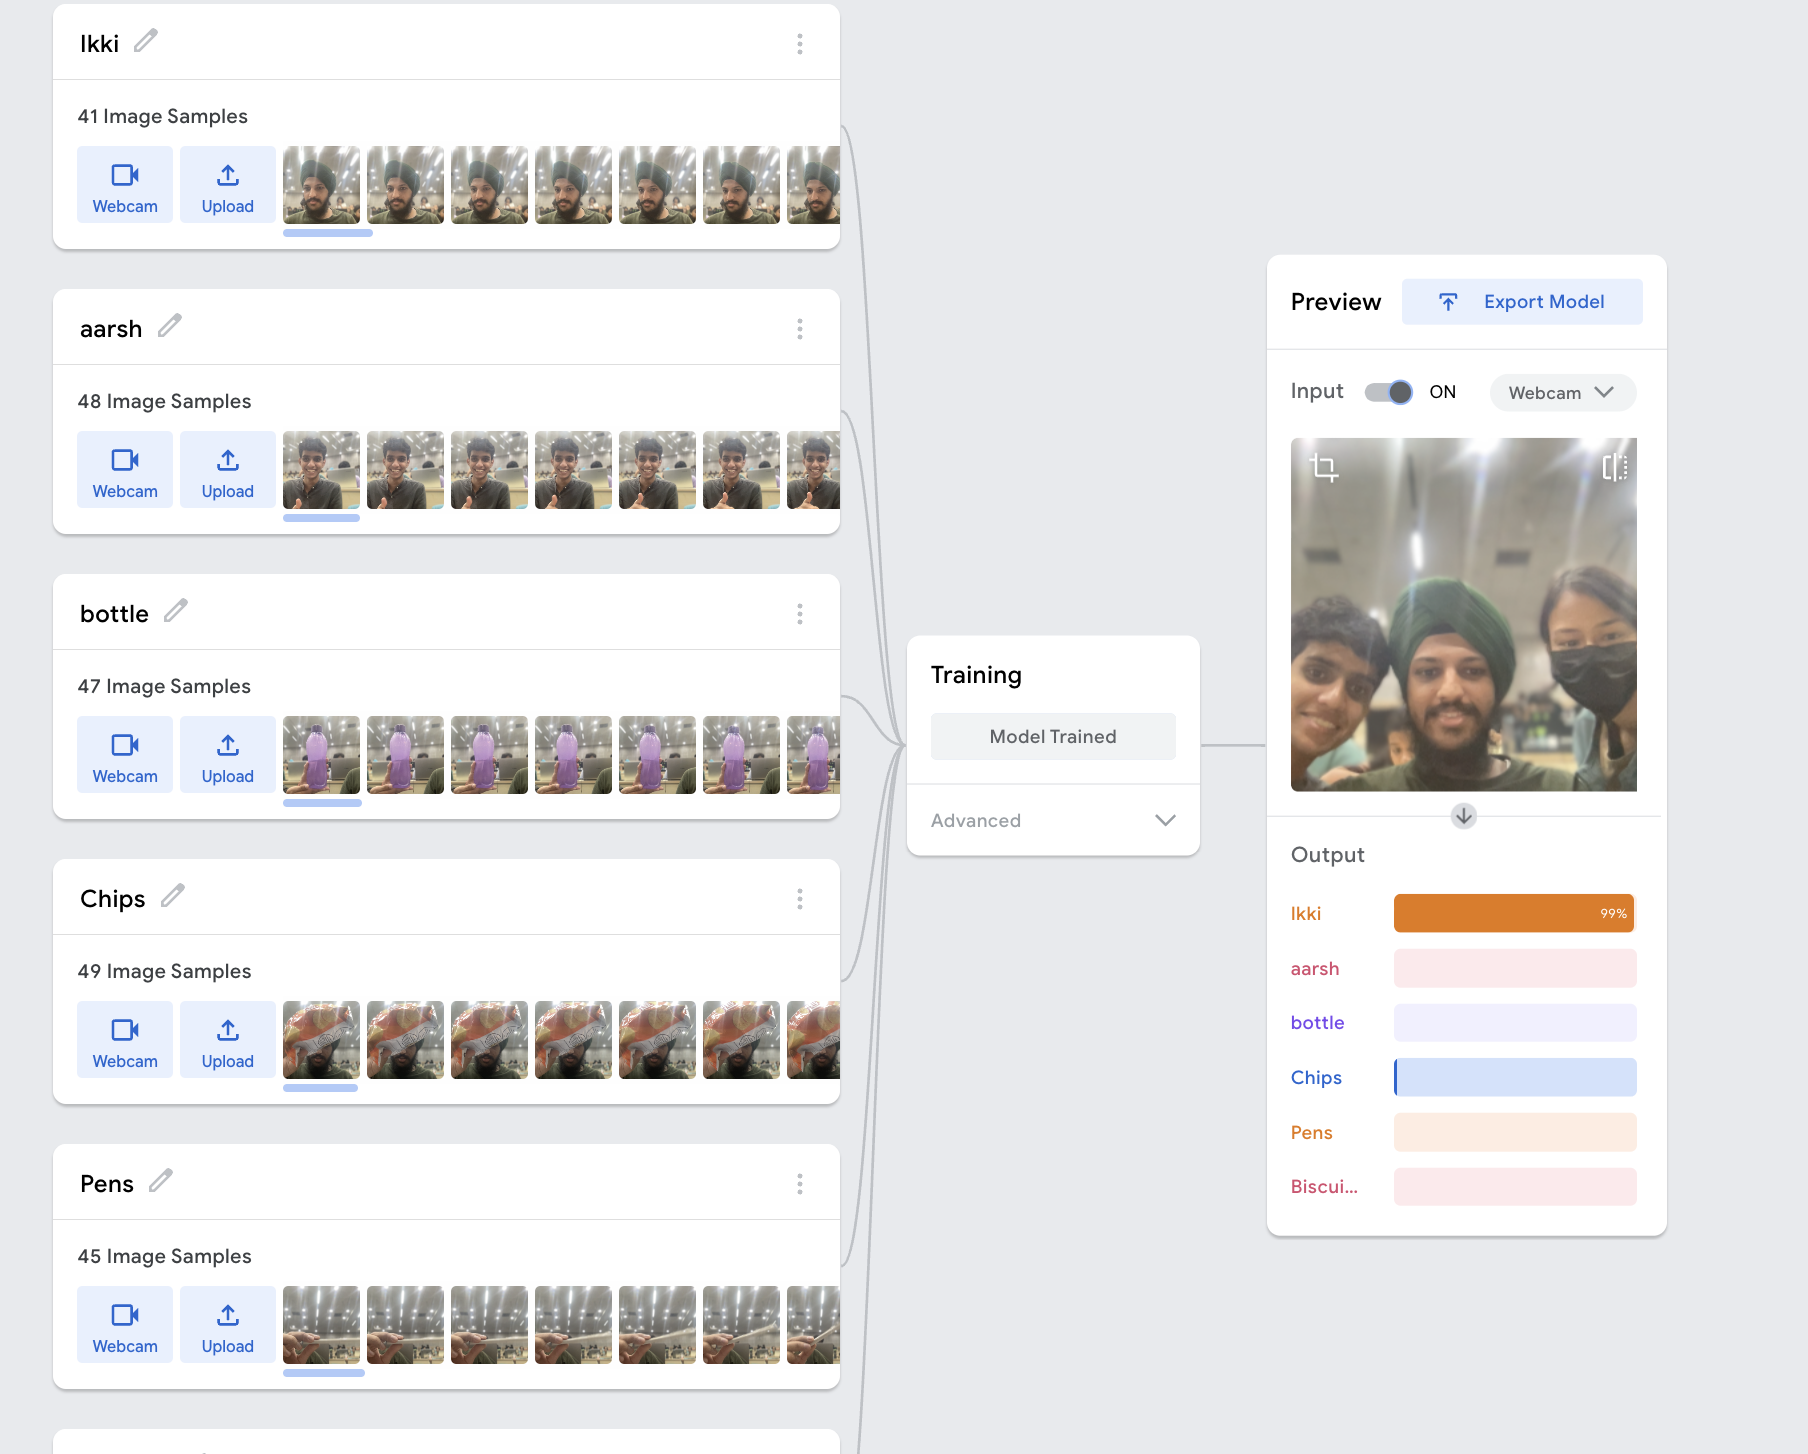 Ikki
41 Image Samples
Webcam
Upload
aarsh
48 Image Samples
Webcam
Upload
bottle
47 Image Samples
Webcam
Upload
Chips
49 Image Samples
Webcam
Upload
Pens
45 Image Samples
Webcam
Upload
Training
Model Trained
Advanced
Preview
Export Model
Input
ON
Webcam
Output
Ikki
99%
aarsh
bottle
Chips
Pens
Biscui...